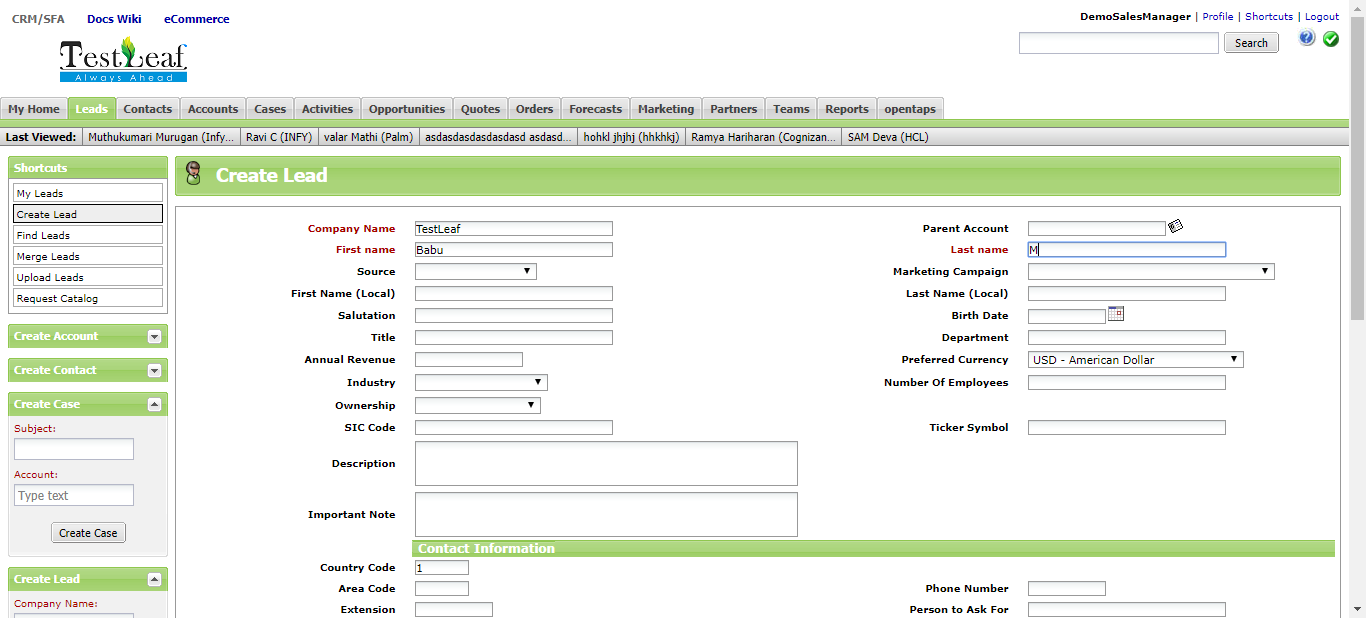 CRM/SFA Docs Wiki eCommerce
DemoSalesManager | Profile | Shortcuts | Logout
TestLeaf
Always Ahead
Search
My Home Leads Contacts Accounts Cases Activities Opportunities Quotes Orders Forecasts Marketing Partners Teams Reports opentaps
Last Viewed: Muthukumari Murugan (Infy... Ravi C (INFY) valar Mathi (Palm) asdasdasdasdasdasd asdasd... hohkl jhjhj (hhkhkj) Ramya Hariharan (Cognizan... SAM Deva (HCL)
Shortcuts
My Leads
Create Lead
Find Leads
Merge Leads
Upload Leads
Request Catalog
Create Account
Create Contact
Create Case
Subject:
Account:
Type text
Create Case
Create Lead
Company Name:
Create Lead
Company Name TestLeaf Parent Account
First name Babu Last name M
Source Marketing Campaign
First Name (Local) Last Name (Local)
Salutation Birth Date
Title Department
Annual Revenue Preferred Currency USD - American Dollar
Industry Number Of Employees
Ownership
SIC Code Ticker Symbol
Description
Important Note
Contact Information
Country Code 1
Area Code Phone Number
Extension Person to Ask For